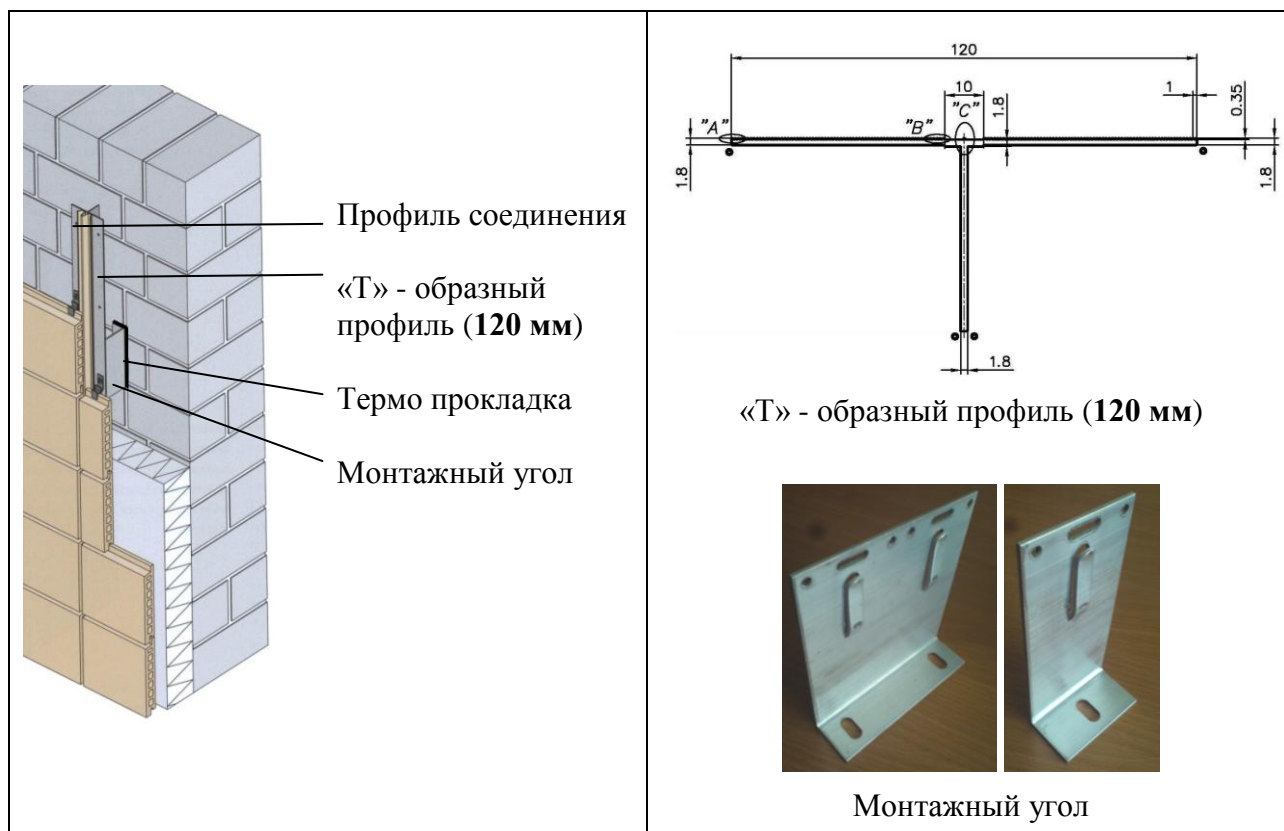 Профиль соединения
«Т» - образный
профиль (120 мм)
Термо прокладка
Монтажный угол
120
10
1
"A"
"B"
"C"
1.8
0.35
1.8
1.8
1.8
«Т» - образный профиль (120 мм)
Монтажный угол